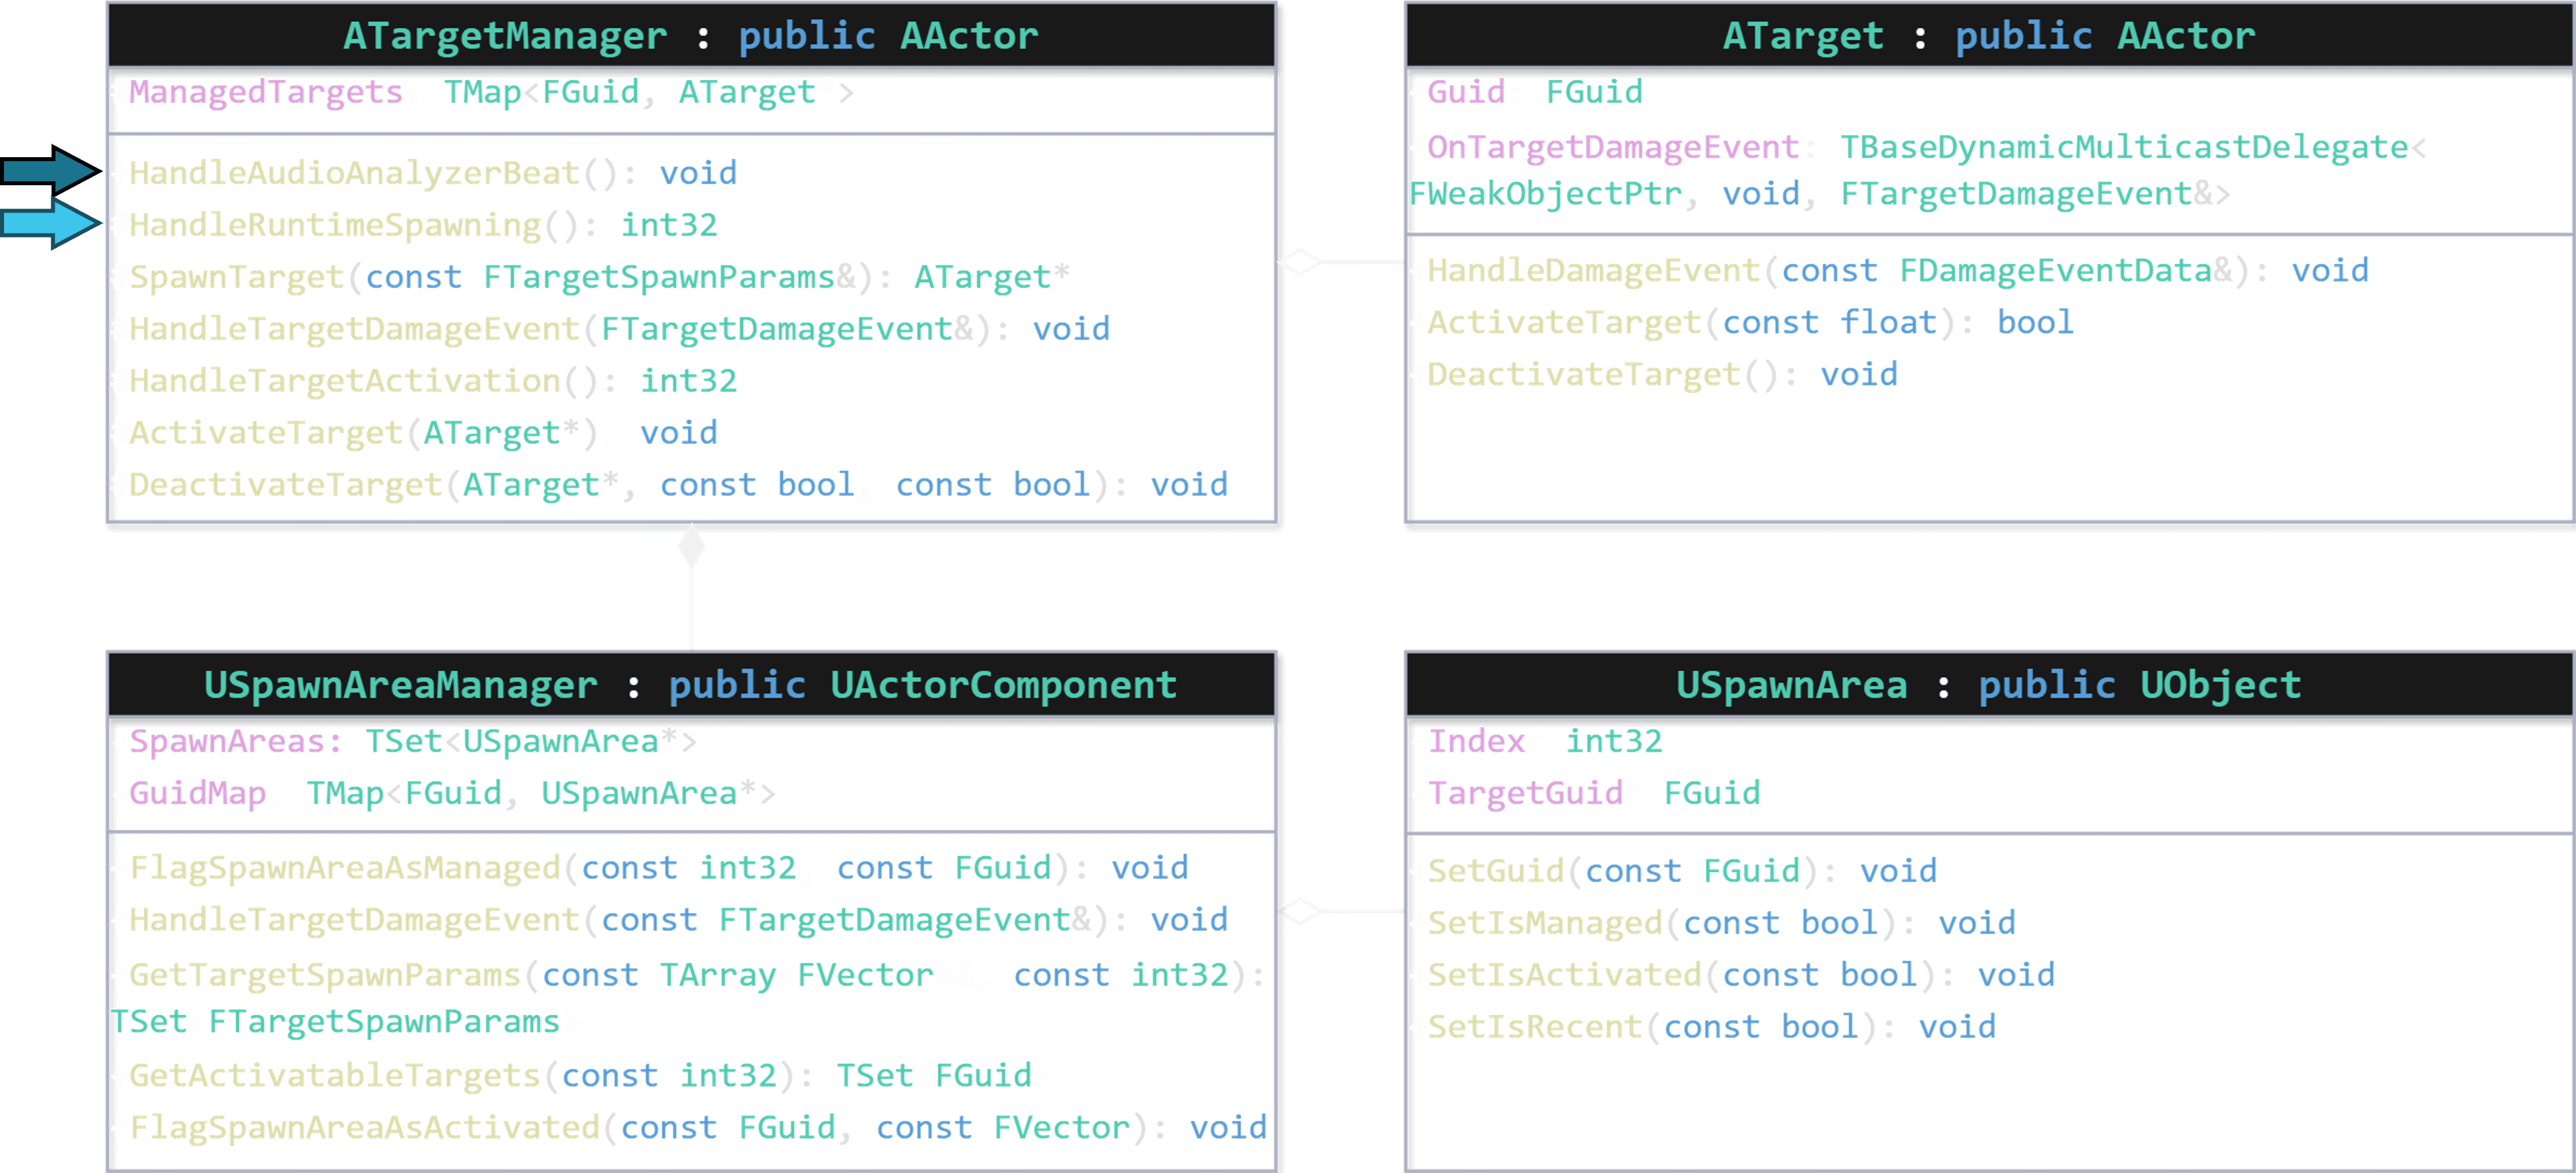 ATargetManager : public AActor
ManagedTargets TMap<FGuid, ATarget >
HandleAudioAnalyzerBeat(): void
HandleRuntimeSpawning(): int32
SpawnTarget(const FTargetSpawnParams&): ATarget*
HandleTargetDamageEvent(FTargetDamageEvent&): void
HandleTargetActivation(): int32
ActivateTarget(ATarget*) void
DeactivateTarget(ATarget*, const bool const bool): void
ATarget : public AActor
Guid FGuid
OnTargetDamageEvent: TBaseDynamicMulticastDelegate<
FWeakObjectPtr, void, FTargetDamageEvent&>
HandleDamageEvent(const FDamageEventData&): void
ActivateTarget(const float): bool
DeactivateTarget(): void
USpawnAreaManager : public UActorComponent
SpawnAreas: TSet<USpawnArea*>
GuidMap TMap<FGuid, USpawnArea*>
FlagSpawnAreaAsManaged(const int32 const FGuid): void
HandleTargetDamageEvent(const FTargetDamageEvent&): void
GetTargetSpawnParams(const TArray FVector const int32):
TSet FTargetSpawnParams
GetActivatableTargets(const int32): TSet FGuid
FlagSpawnAreaAsActivated(const FGuid, const FVector): void
USpawnArea : public UObject
Index int32
TargetGuid FGuid
SetGuid(const FGuid): void
SetIsManaged(const bool): void
SetIsActivated(const bool): void
SetIsRecent(const bool): void